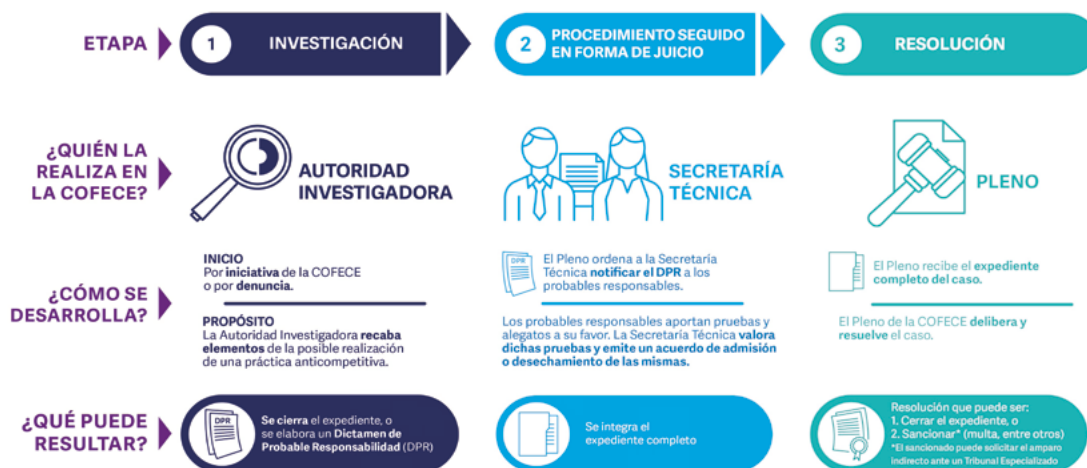 ETAPA
1
INVESTIGACIÓN
2
PROCEDIMIENTO SEGUIDO
EN FORMA DE JUICIO
3
RESOLUCIÓN
¿QUIÉN LA
REALIZA EN
LA COFECE?
AUTORIDAD
INVESTIGADORA
SECRETARÍA
TÉCNICA
PLENO
¿CÓMO SE
DESARROLLA?
INICIO
Por iniciativa de la COFECE
o por denuncia.
PROPÓSITO
La Autoridad Investigadora recaba
elementos de la posible realización
de una práctica anticompetitiva.
DPR
El Pleno ordena a la Secretaría
Técnica notificar el DPR a los
probables responsables.
Los probables responsables aportan pruebas y
alegatos a su favor. La Secretaría Técnica valora
dichas pruebas y emite un acuerdo de admisión
o desechamiento de las mismas.
El Pleno recibe el expediente
completo del caso.
El Pleno de la COFECE delibera y
resuelve el caso.
¿QUÉ PUEDE
RESULTAR?
DPR
Se cierra el expediente, o
se elabora un Dictamen de
Probable Responsabilidad (DPR)
Se integra el
expediente completo
Resolución que puede ser:
1. Cerrar el expediente, o
2. Sancionar* (multa, entre otros)
*El sancionado puede solicitar el amparo
indirecto ante un Tribunal Especializado